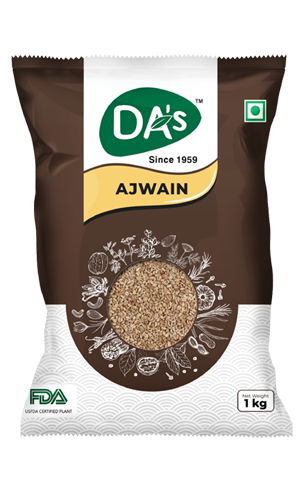 DA's TM
Since 1959
AJWAIN
FDA
USFDA CERTIFIED PLANT
Net Weight
1 kg